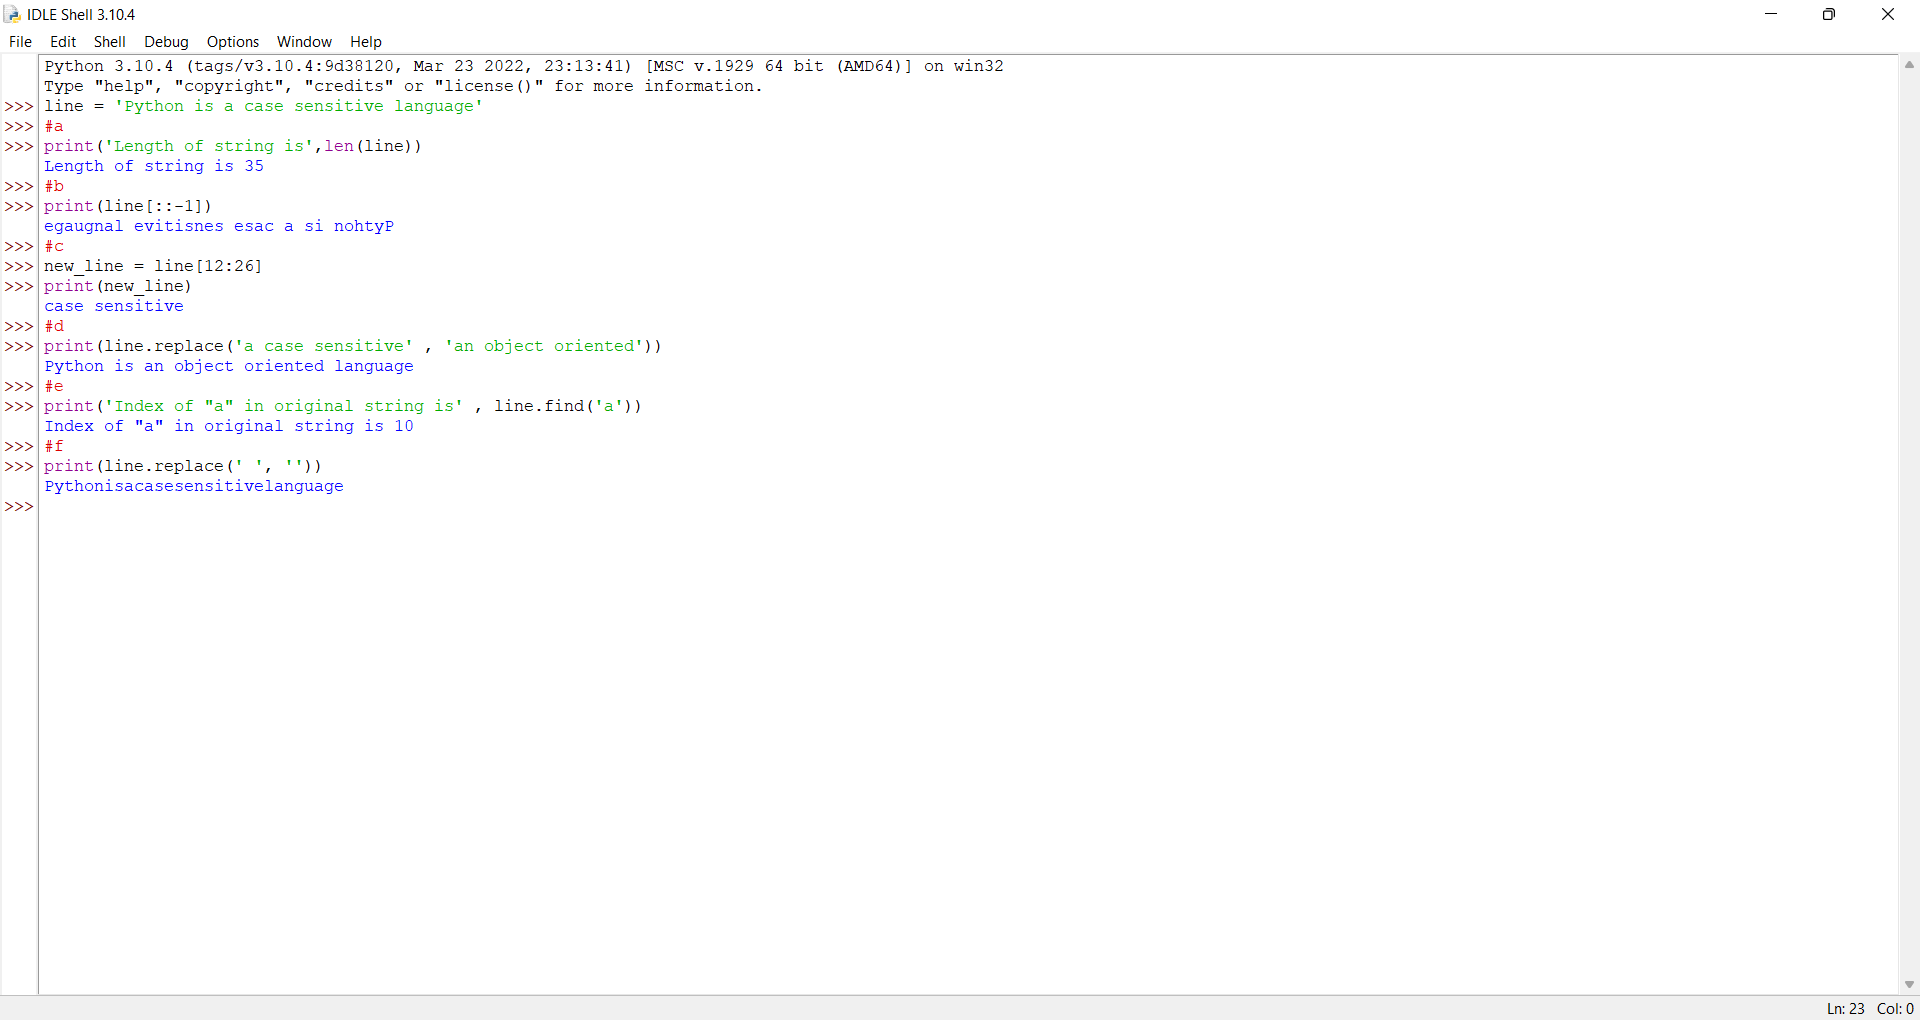 IDLE Shell 3.10.4
File Edit Shell Debug Options Window Help
Python 3.10.4 (tags/v3.10.4:9d38120, Mar 23 2022, 23:13:41) [MSC v.1929 64 bit (AMD64)] on win32
Type "help", "copyright", "credits" or "license()" for more information.
>>> line = 'Python is a case sensitive language'
>>> #a
>>> print('Length of string is',len(line))
Length of string is 35
>>> #b
>>> print(line[::-1])
egaugnal evitisnes esac a si nohtyP
>>> #c
>>> new_line = line[12:26]
>>> print(new_line)
case sensitive
>>> #d
>>> print(line.replace('a case sensitive' , 'an object oriented'))
Python is an object oriented language
>>> #e
>>> print('Index of "a" in original string is' , line.find('a'))
Index of "a" in original string is 10
>>> #f
>>> print(line.replace(' ', ''))
Pythonisacasesensitivelanguage
>>>
Ln: 23 Col: 0